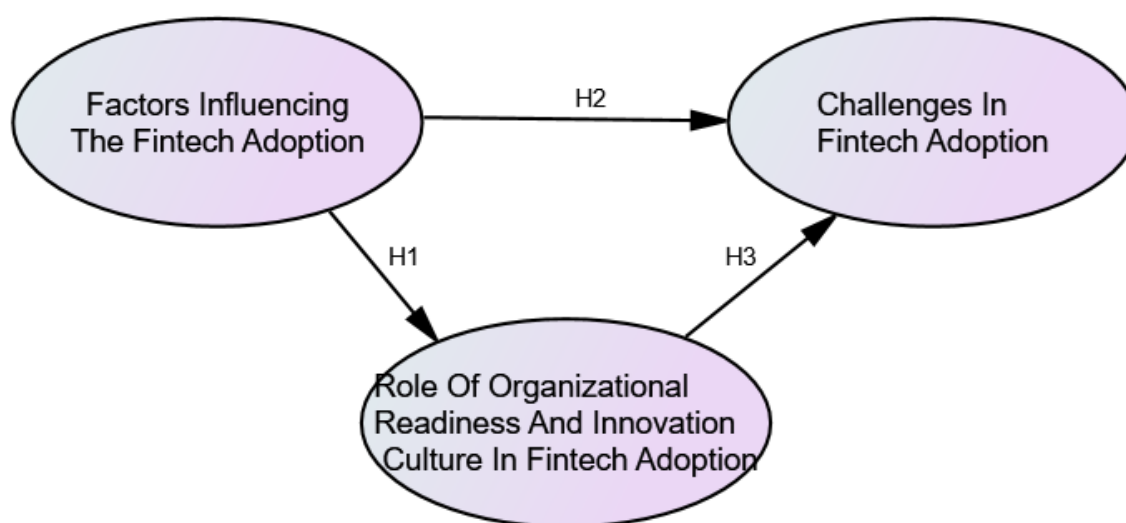 Factors Influencing
The Fintech Adoption
H2
Challenges In
Fintech Adoption
H1
H3
Role Of Organizational
Readiness And Innovation
Culture In Fintech Adoption